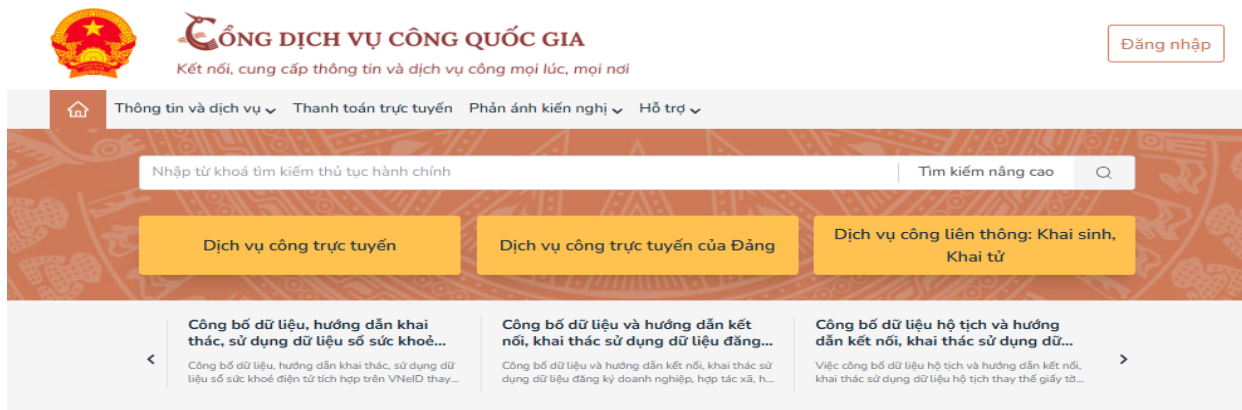 CỔNG DỊCH VỤ CÔNG QUỐC GIA
Kết nối, cung cấp thông tin và dịch vụ công mọi lúc, mọi nơi
Đăng nhập
Thông tin và dịch vụ Thanh toán trực tuyến Phản ánh kiến nghị Hỗ trợ
Nhập từ khoá tìm kiếm thủ tục hành chính
Tìm kiếm nâng cao
Dịch vụ công trực tuyến
Dịch vụ công trực tuyến của Đảng
Dịch vụ công liên thông: Khai sinh,
Khai tử
Công bố dữ liệu, hướng dẫn khai
thác, sử dụng dữ liệu sổ sức khoẻ...
Công bố dữ liệu, hướng dẫn khai thác, sử dụng dữ
liệu sổ sức khoẻ điện tử tích hợp trên VNeID thay...
Công bố dữ liệu và hướng dẫn kết
nối, khai thác sử dụng dữ liệu đăng...
Công bố dữ liệu và hướng dẫn kết nối, khai thác sử
dụng dữ liệu đăng ký doanh nghiệp, hợp tác xã, h...
Công bố dữ liệu hộ tịch và hướng
dẫn kết nối, khai thác sử dụng dữ...
Việc công bố dữ liệu hộ tịch và hướng dẫn kết nối,
khai thác sử dụng dữ liệu hộ tịch thay thế giấy tờ...